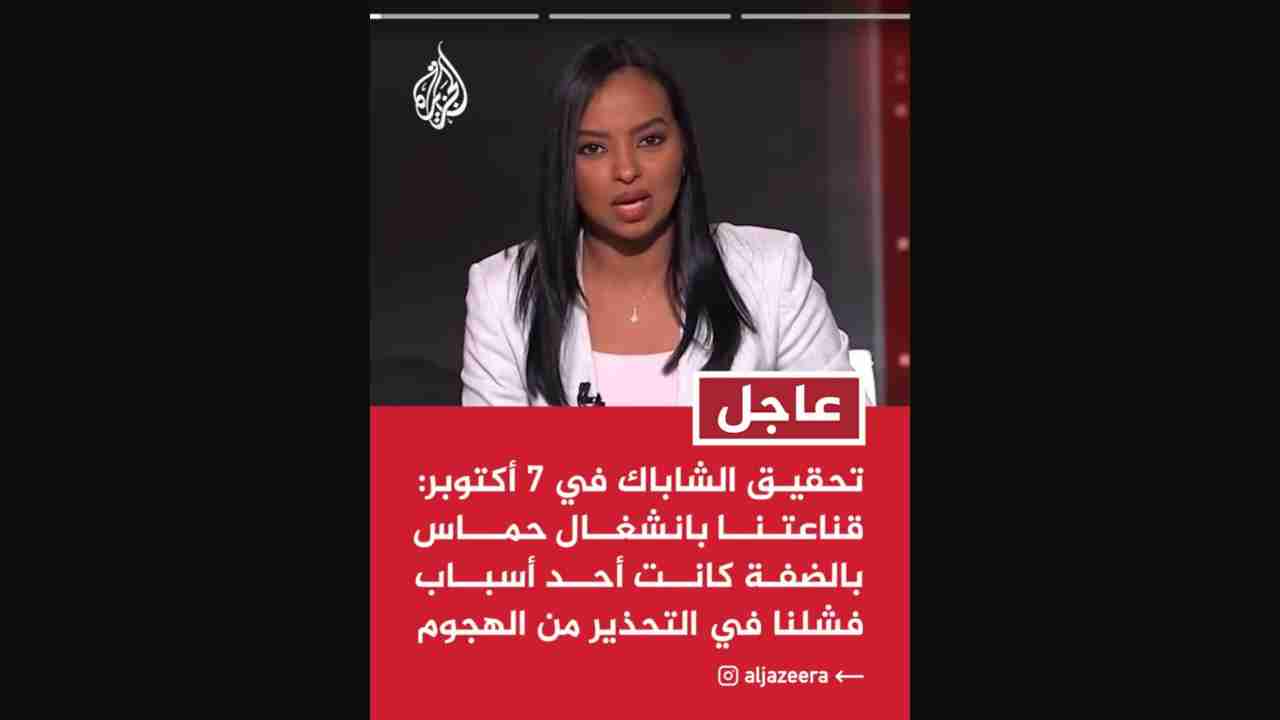 الجزيرة
عاجل
تحقيق الشاباك في 7 أكتوبر:
قناعتنا بانشغال حماس
بالضفة كانت أحد أسباب
فشلنا في التحذير من الهجوم
aljazeera